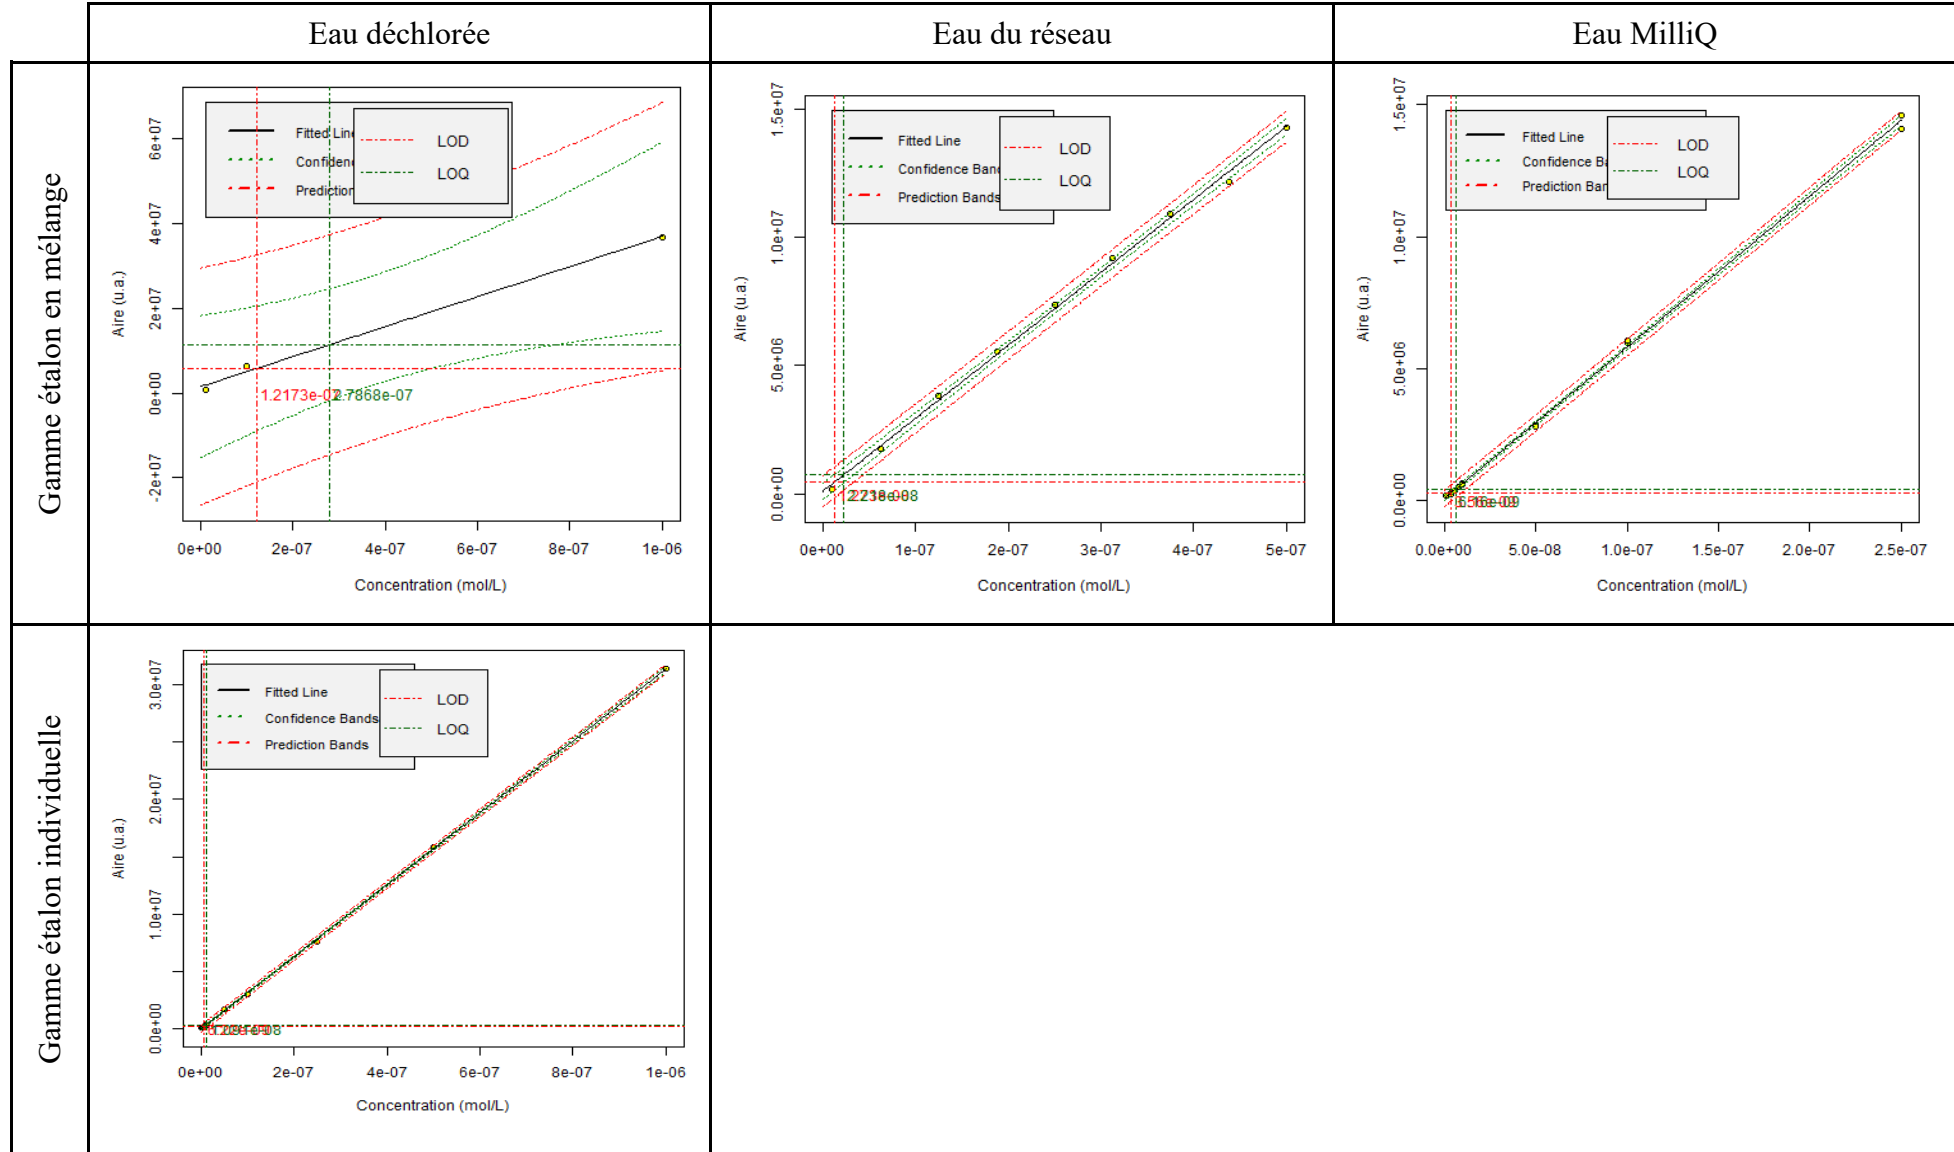 Eau déchlorée
Eau du réseau
Eau MilliQ
Gamme étalon en mélange
Aire (u.a.)
6e+07
4e+07
2e+07
0e+00
-2e+07
Fitted Line
Prediction
LOD
LOQ
2.7868e-07
0e+00 2e-07 4e-07 6e-07 8e-07 1e-06
Concentration (mol/L)
Aire (u.a.)
1.5e+07
1.0e+07
5.0e+06
0.0e+00
Fitted Line
Confidence Band
Prediction Bands
LOD
LOQ
0e+00 1e-07 2e-07 3e-07 4e-07 5e-07
Concentration (mol/L)
Aire (u.a.)
1.5e+07
1.0e+07
5.0e+06
0.0e+00
Fitted Line
Confidence Ba
Prediction Ban
LOD
LOQ
0.0e+00 5.0e-08 1.0e-07 1.5e-07 2.0e-07 2.5e-07
Concentration (mol/L)
Gamme étalon individuelle
Aire (u.a.)
3.0e+07
2.0e+07
1.0e+07
0.0e+00
Fitted Line
Confidence Bands
Prediction Bands
LOD
LOQ
0e+00 2e-07 4e-07 6e-07 8e-07 1e-06
Concentration (mol/L)